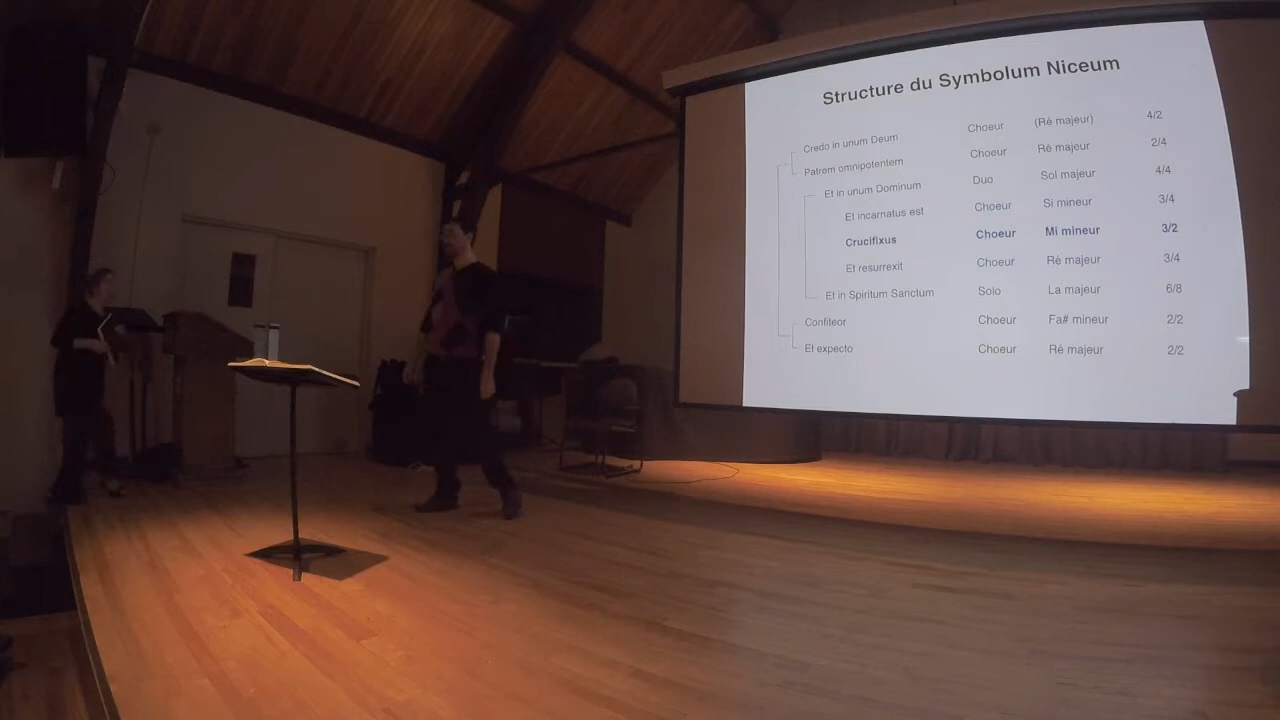 Structure du Symbolum Niceum
Credo in unum Deum Choeur (Ré majeur) 4/2
Patrem omnipotentem Choeur Ré majeur 2/4
Et in unum Dominum Duo Sol majeur 4/4
Et incarnatus est Choeur Si mineur 3/4
Crucifixus Choeur Mi mineur 3/2
Et resurrexit Choeur Ré majeur 3/4
Et in Spiritum Sanctum Solo La majeur 6/8
Confiteor Choeur Fa# mineur 2/2
Et expecto Choeur Ré majeur 2/2